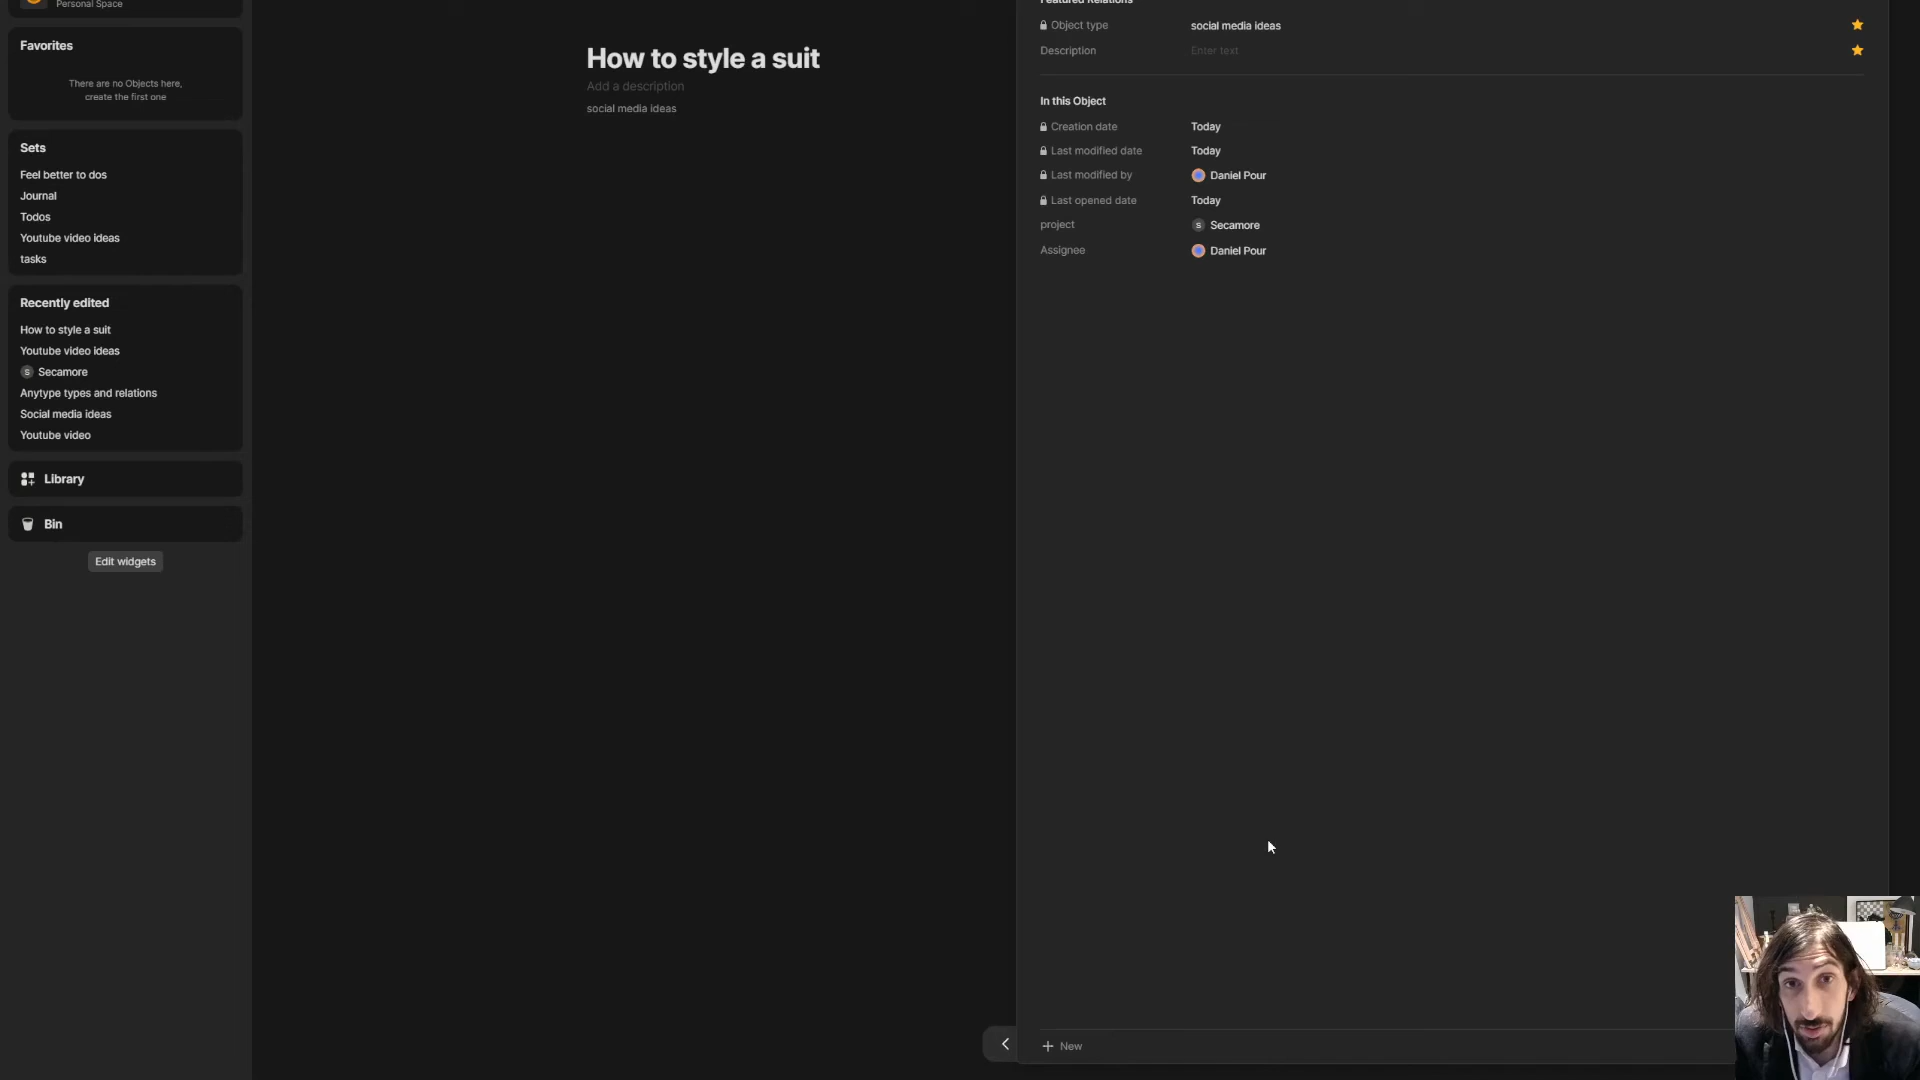 Personal Space
Favorites
There are no Objects here,
create the first one
Sets
Feel better to dos
Journal
Todos
Youtube video ideas
tasks
Recently edited
How to style a suit
Youtube video ideas
S Secamore
Anytype types and relations
Social media ideas
Youtube video
Library
Bin
Edit widgets
How to style a suit
Add a description
social media ideas
Featured Relations
Object type social media ideas
Description Enter text
In this Object
Creation date Today
Last modified date Today
Last modified by Daniel Pour
Last opened date Today
project S Secamore
Assignee Daniel Pour
New